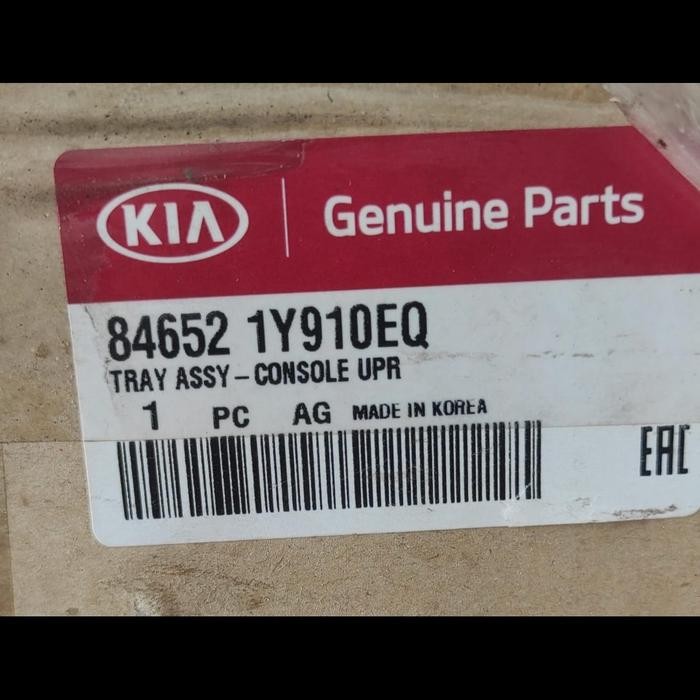 KIA Genuine Parts
84652 1Y910EQ
TRAY ASSY-CONSOLE UPR
1 PC AG MADE IN KOREA
EAC